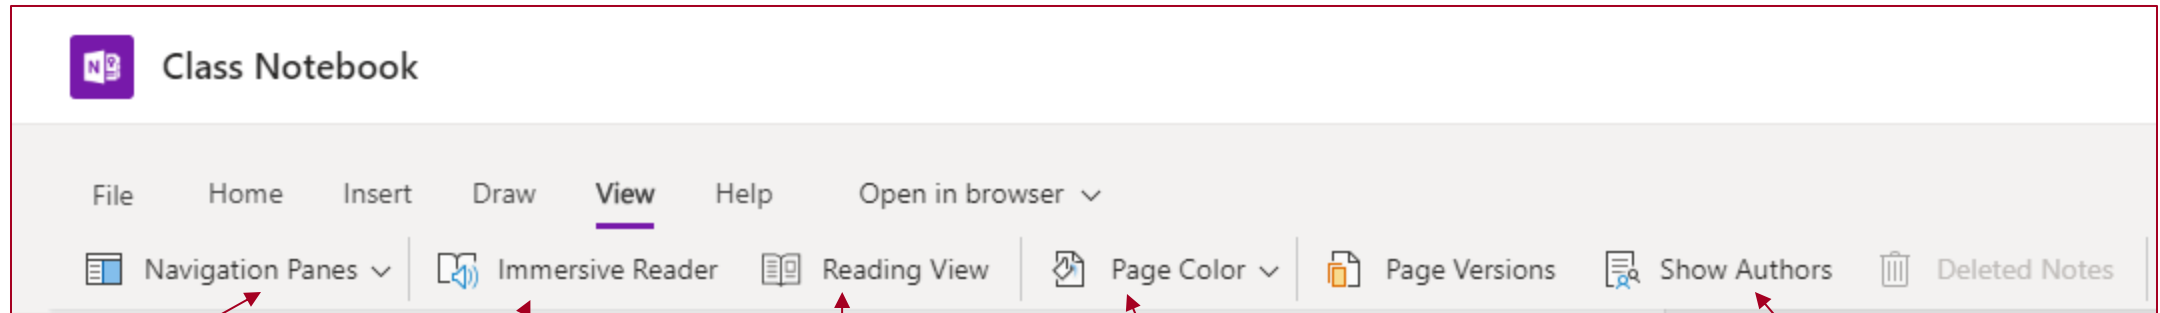 Class Notebook
File Home Insert Draw View Help Open in browser
Navigation Panes Immersive Reader Reading View Page Color Page Versions Show Authors Deleted Notes